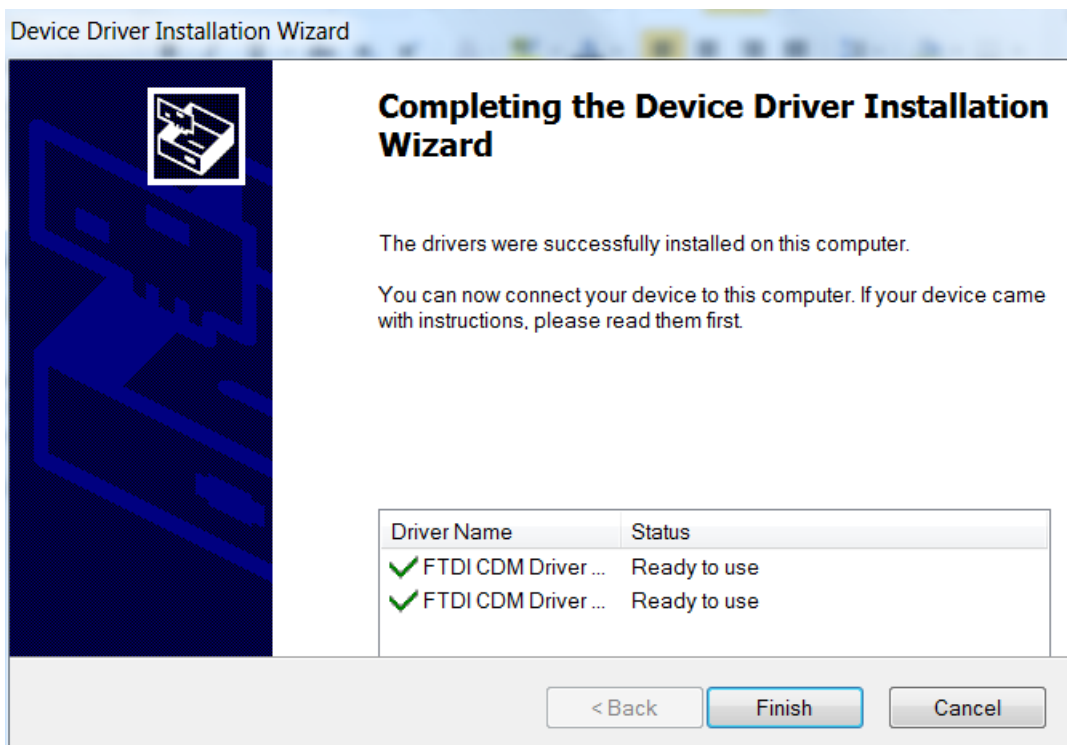 Device Driver Installation Wizard
Completing the Device Driver Installation
Wizard
The drivers were successfully installed on this computer.
You can now connect your device to this computer. If your device came
with instructions, please read them first.
Driver Name Status
FTDI CDM Driver ... Ready to use
FTDI CDM Driver ... Ready to use
< Back Finish Cancel